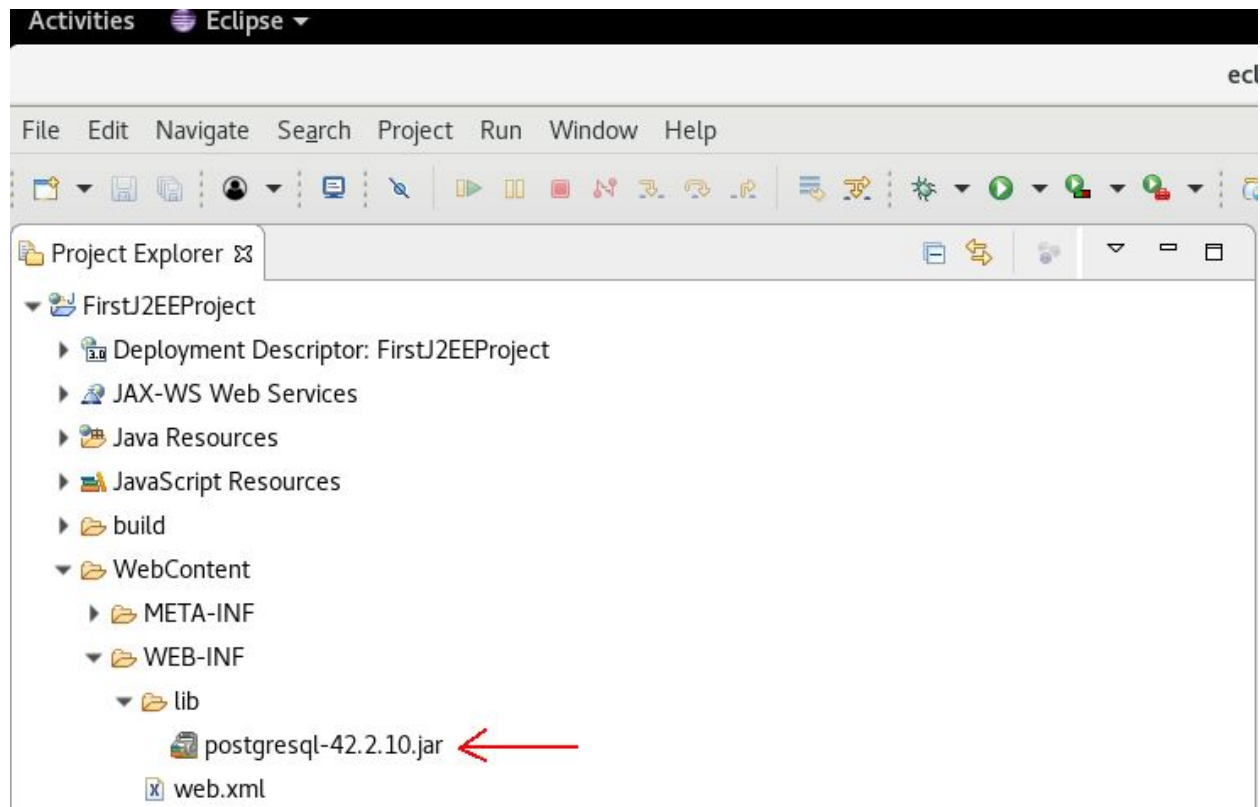 Activities Eclipse
ecl
File Edit Navigate Search Project Run Window Help
Project Explorer
FirstJ2EEProject
3.0 Deployment Descriptor: FirstJ2EEProject
JAX-WS Web Services
Java Resources
JavaScript Resources
build
WebContent
META-INF
WEB-INF
lib
postgresql-42.2.10.jar
x web.xml